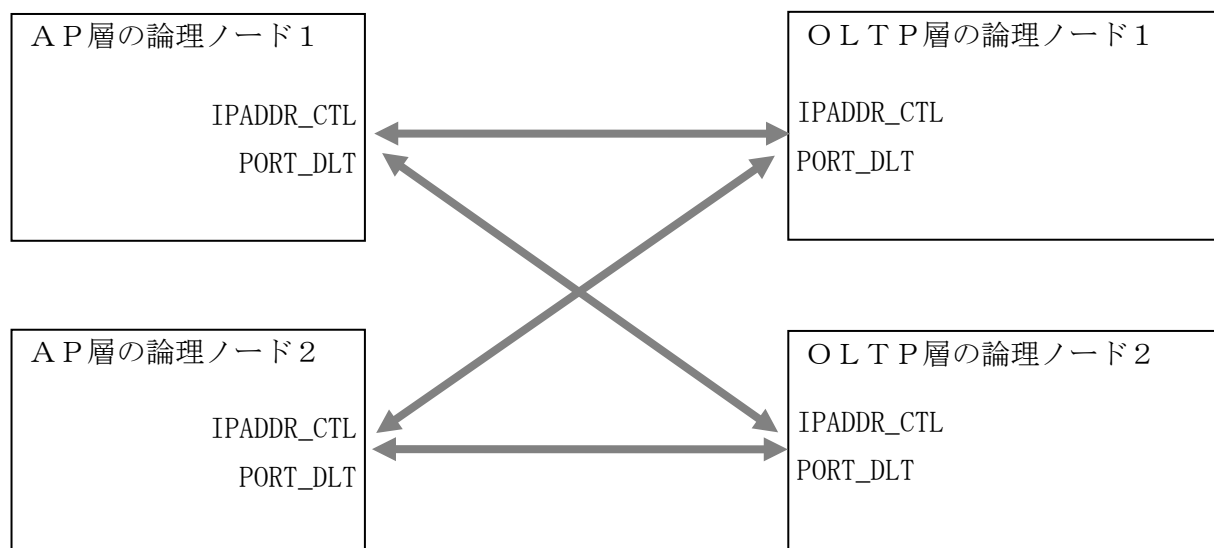 ＡＰ層の論理ノード１
IPADDR_CTL
PORT_DLT
ＯＬＴＰ層の論理ノード１
IPADDR_CTL
PORT_DLT
ＡＰ層の論理ノード２
IPADDR_CTL
PORT_DLT
ＯＬＴＰ層の論理ノード２
IPADDR_CTL
PORT_DLT